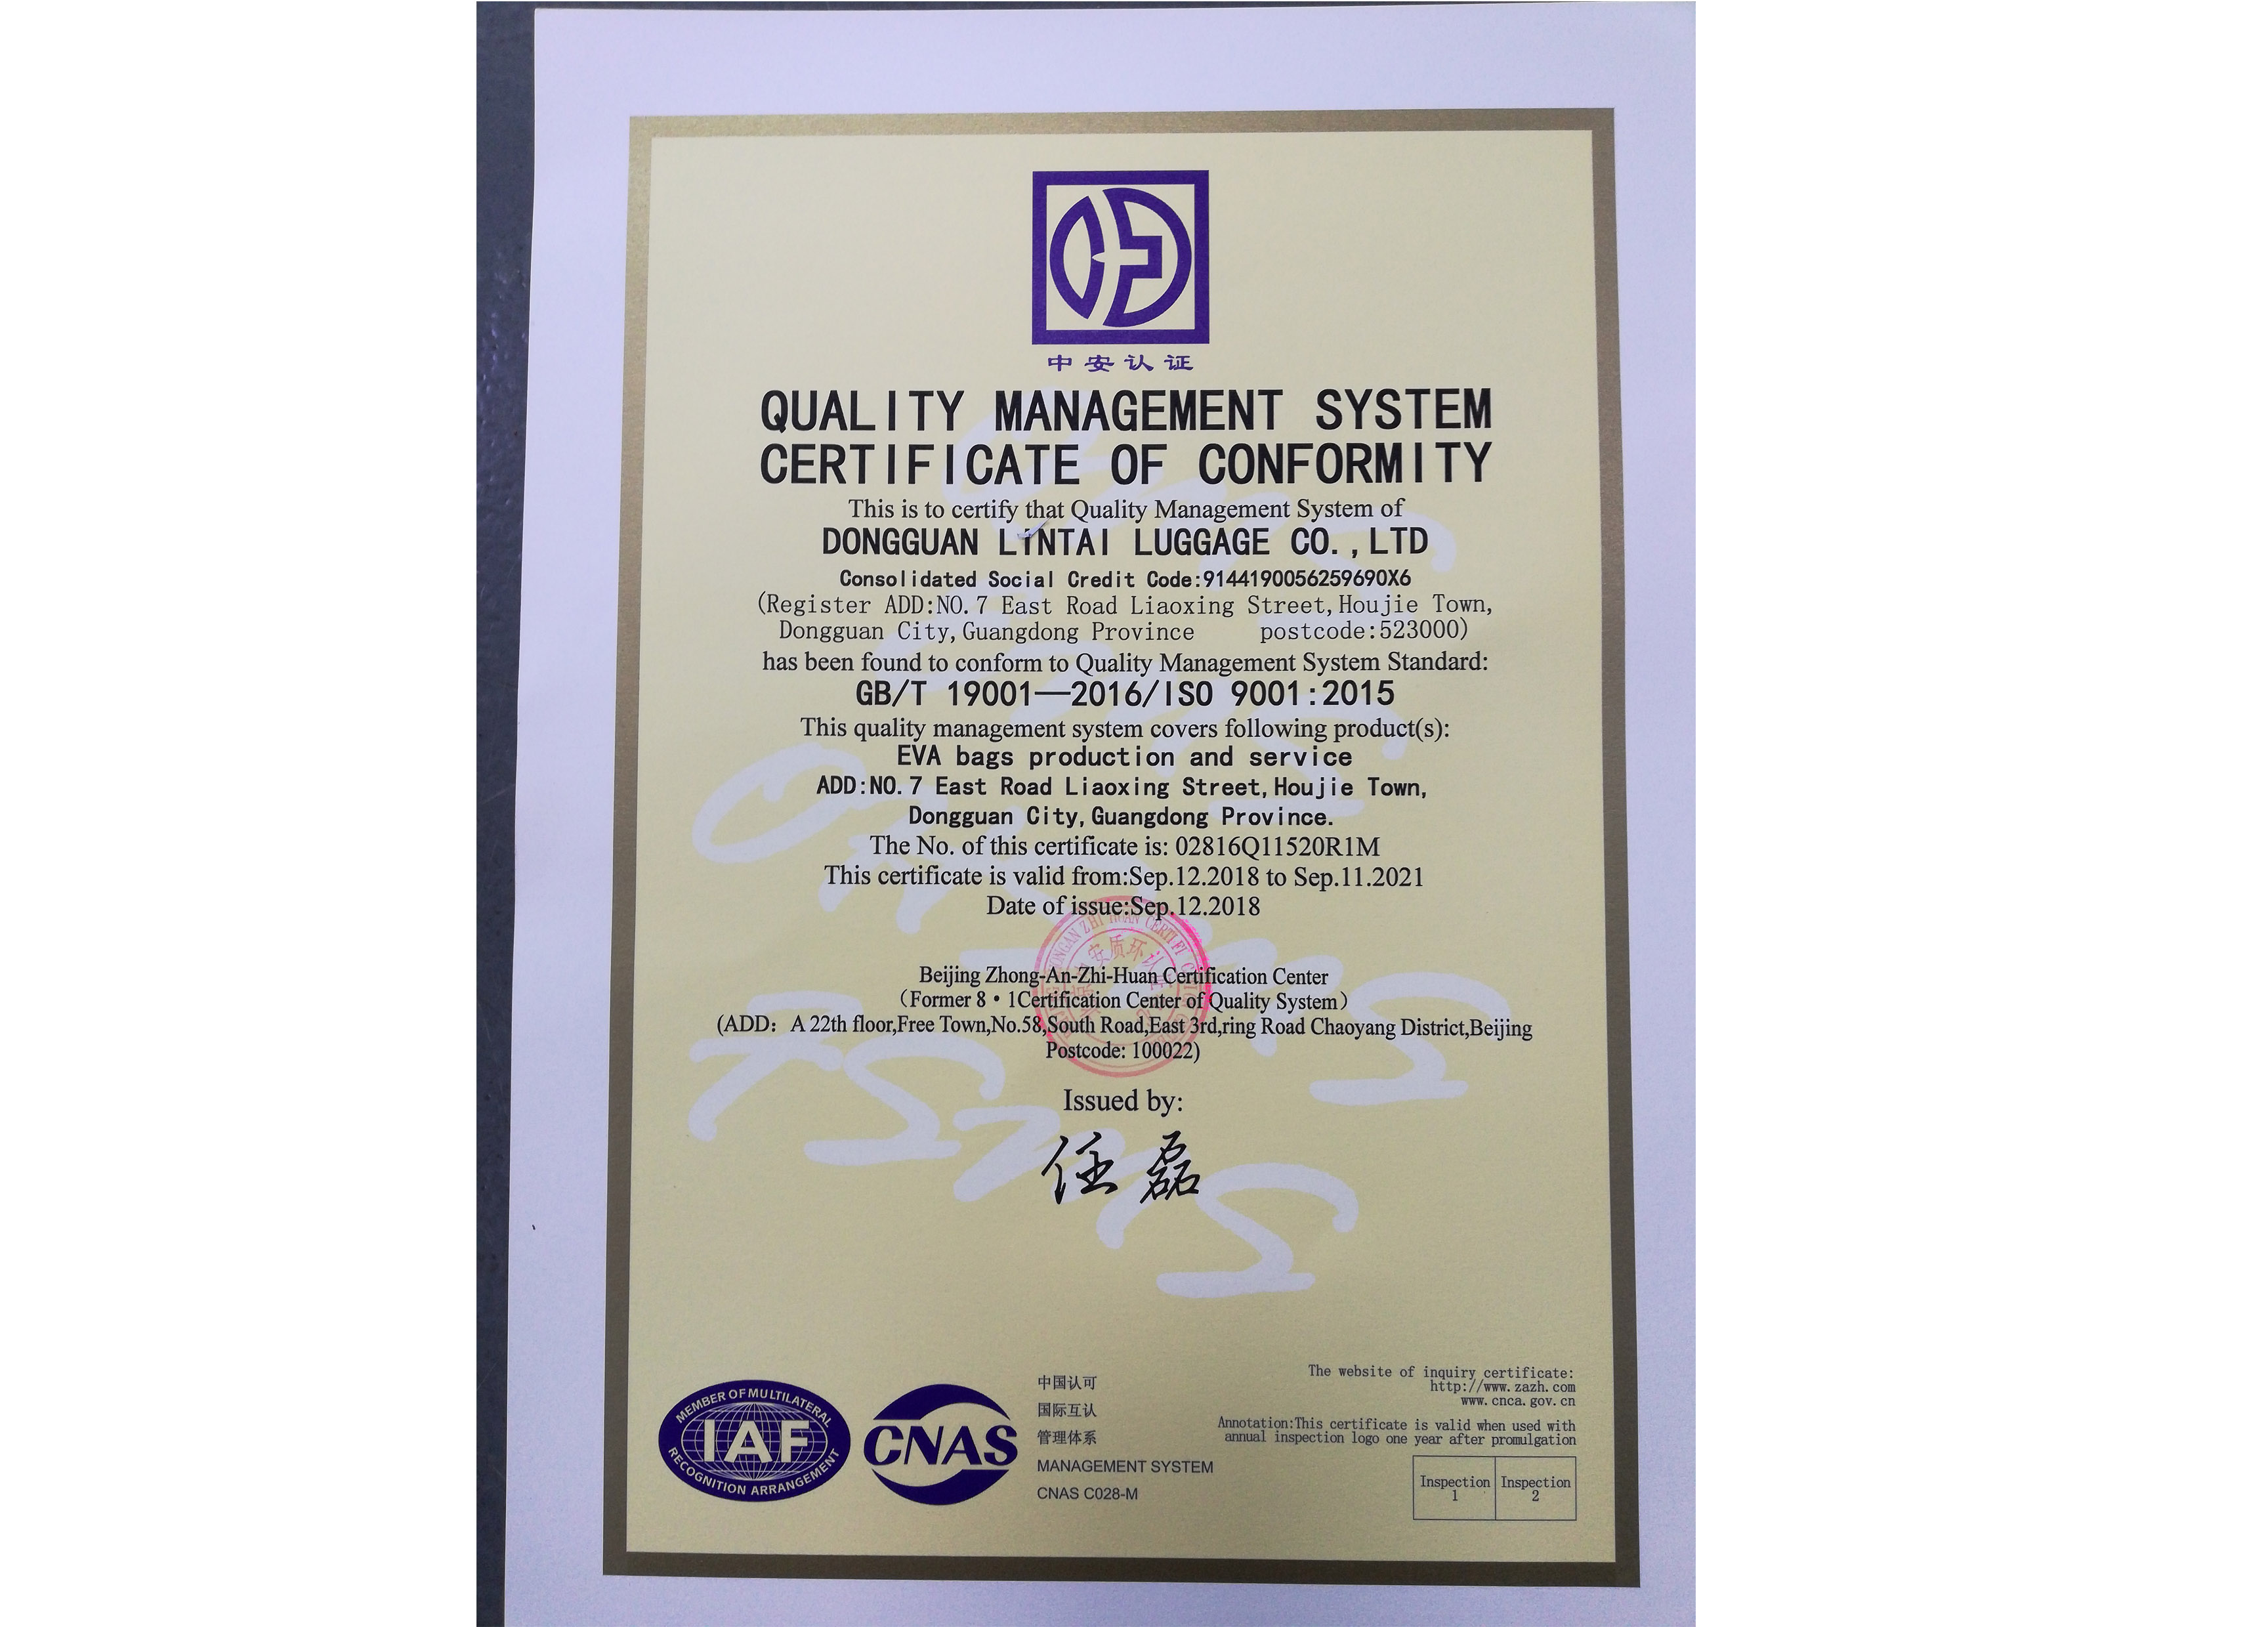 中安认证
QUALITY MANAGEMENT SYSTEM
CERTIFICATE OF CONFORMITY
This is to certify that Quality Management System of
DONGGUAN LINTAI LUGGAGE CO.,LTD
Consolidated Social Credit Code:9144190056259690X6
(Register ADD:NO.7 East Road Liaoxing Street,Houjie Town,
Dongguan City,Guangdong Province postcode:523000)
has been found to conform to Quality Management System Standard:
GB/T 19001—2016/ISO 9001:2015
This quality management system covers following product(s):
EVA bags production and service
ADD:NO.7 East Road Liaoxing Street,Houjie Town,
Dongguan City,Guangdong Province.
The No. of this certificate is: 02816Q11520R1M
This certificate is valid from:Sep.12.2018 to Sep.11.2021
Date of issue:Sep.12.2018
Beijing Zhong-An-Zhi-Huan Certification Center
（Former 8·1Certification Center of Quality System）
(ADD：A 22th floor,Free Town,No.58,South Road,East 3rd,ring Road Chaoyang District,Beijing
Postcode: 100022)
Issued by:
任磊
MEMBER OF MULTILATERAL
IAF
RECOGNITION ARRANGEMENT
CNAS
中国认可
国际互认
管理体系
MANAGEMENT SYSTEM
CNAS C028-M
The website of inquiry certificate:
http://www.zazh.com
www.cnca.gov.cn
Annotation:This certificate is valid when used with
annual inspection logo one year after promulgation
Inspection 1
Inspection 2